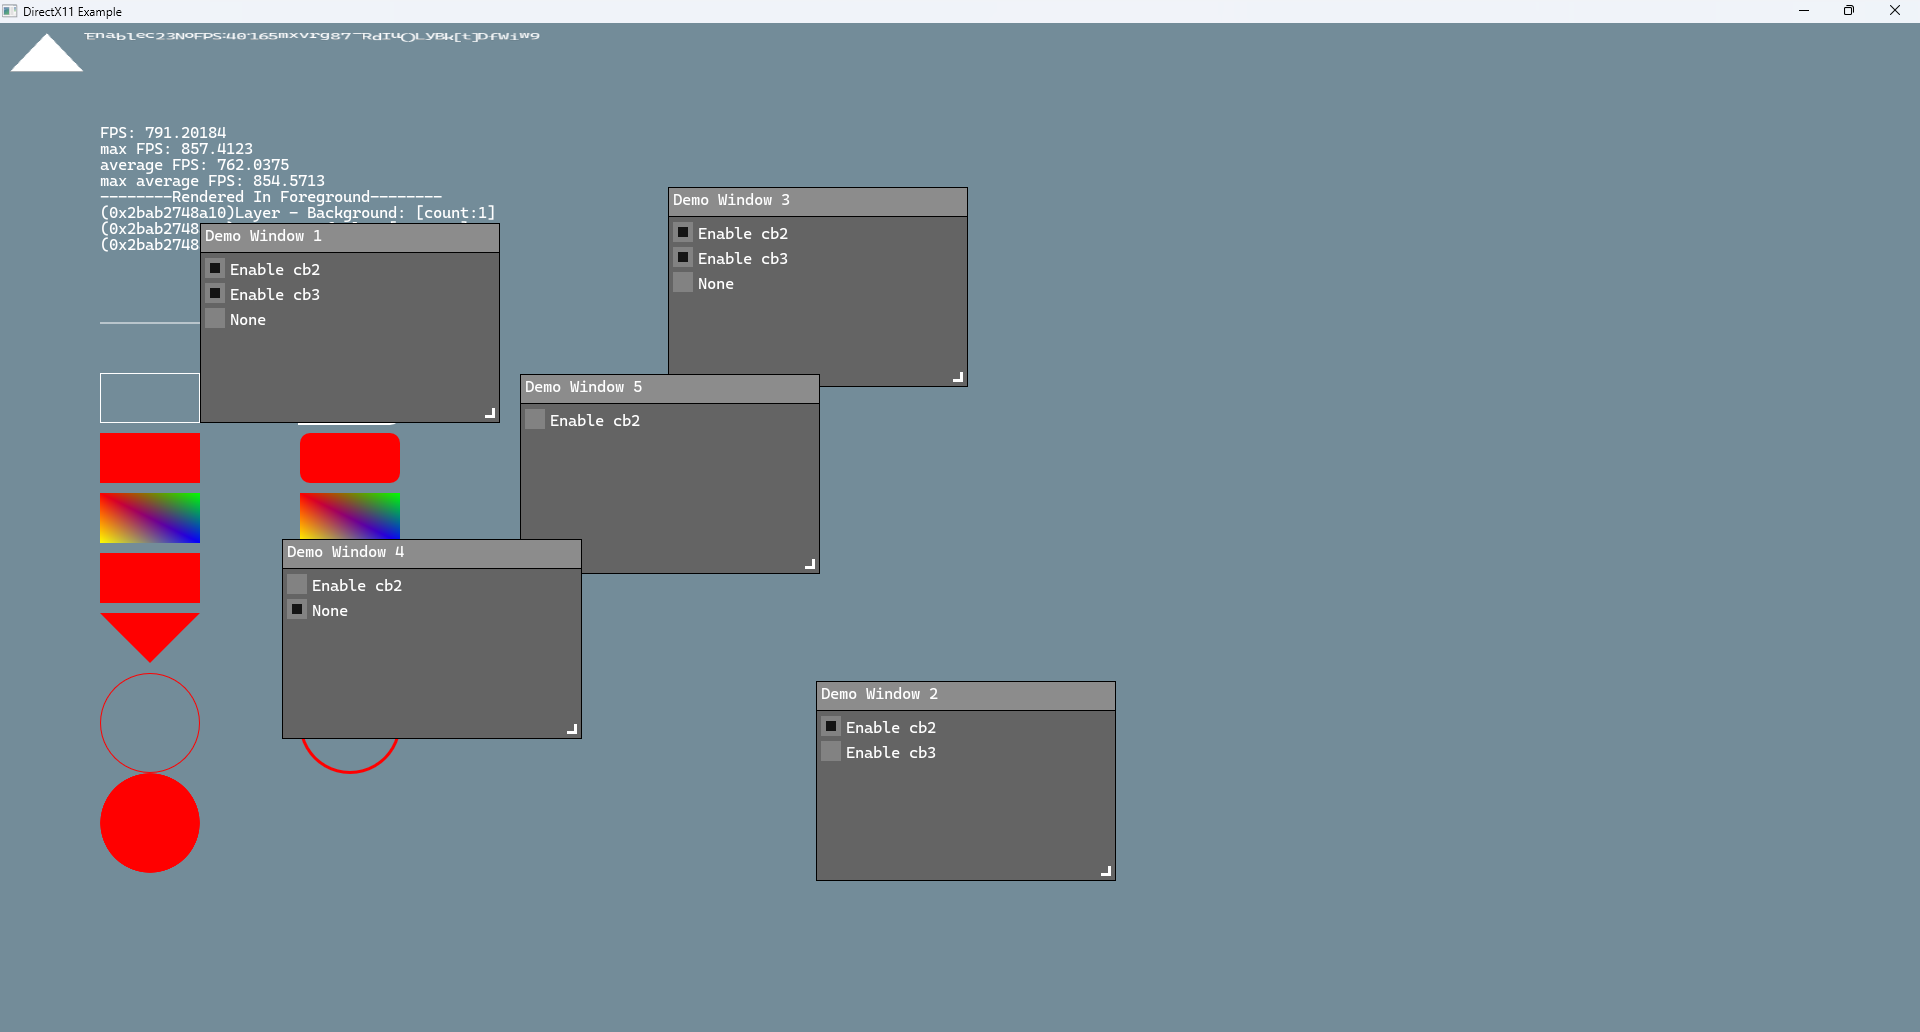 DirectX11 Example
Enablec23NoFPS:40165mxvrg87-RdIu()LyBk[t]DfWiw9
FPS: 791.20184
max FPS: 857.4123
average FPS: 762.0375
max average FPS: 854.5713
--------Rendered In Foreground--------
(0x2bab2748a10)Layer - Background: [count:1]
(0x2bab2748
(0x2bab2748
Demo Window 1
Enable cb2
Enable cb3
None
Demo Window 3
Enable cb2
Enable cb3
None
Demo Window 5
Enable cb2
Demo Window 4
Enable cb2
None
Demo Window 2
Enable cb2
Enable cb3